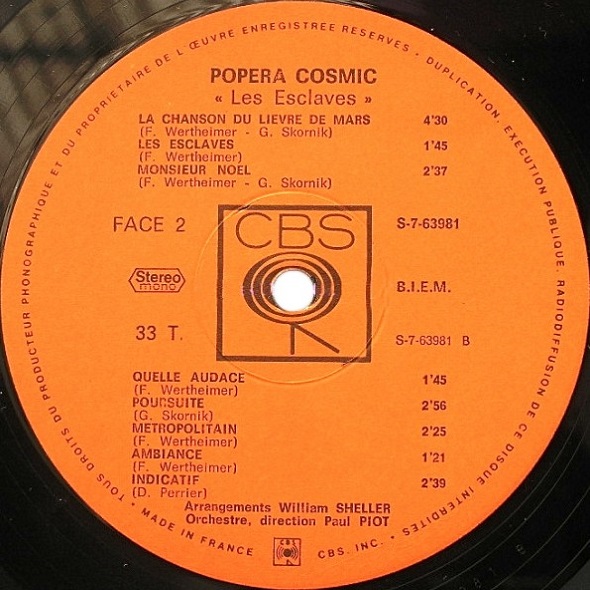 TOUS DROITS DU PRODUCTEUR PHONOGRAPHIQUE ET DU PROPRIETAIRE DE L'ŒUVRE ENREGISTREE RESERVES - DUPLICATION. EXECUTION PUBLIQUE. RADIODIFFUSION DE CE DISQUE INTERDITES
POPERA COSMIC
« Les Esclaves »
LA CHANSON DU LIEVRE DE MARS 4'30
(F. Wertheimer - G. Skornik)
LES ESCLAVES 1'45
(F. Wertheimer)
MONSIEUR NOEL 2'37
(F. Wertheimer - G. Skornik)
FACE 2 CBS S-7-63981
Stereo
mono
B.I.E.M.
33 T. S-7-63981 B
QUELLE AUDACE 1'45
(F. Wertheimer)
POURSUITE 2'56
(G. Skornik)
METROPOLITAIN 2'25
(F. Wertheimer)
AMBIANCE 1'21
(F. Wertheimer)
INDICATIF 2'39
(D. Perrier)
Arrangements William SHELLER
Orchestre, direction Paul PIOT
• MADE IN FRANCE CBS CBS. INC. •